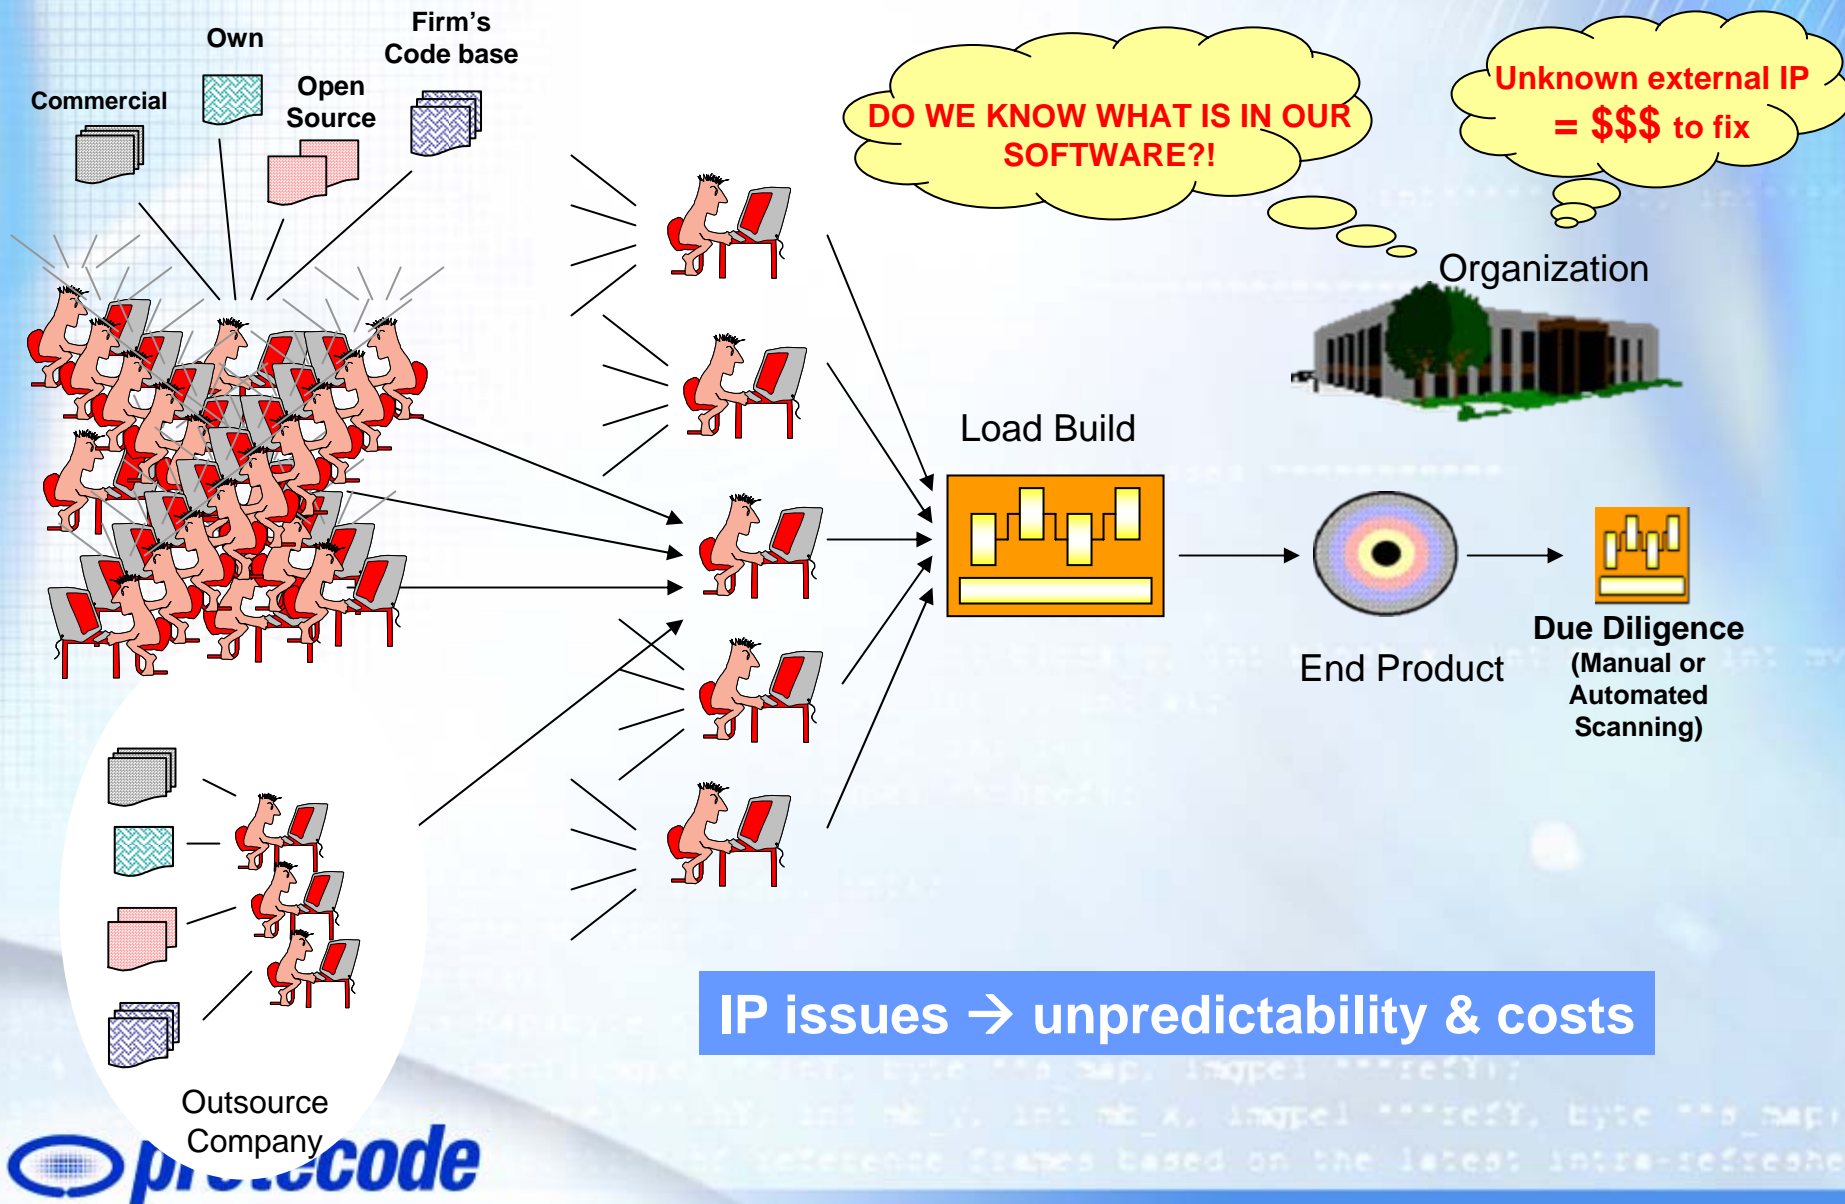 Own
Firm's
Code base
Commercial
Open
Source
DO WE KNOW WHAT IS IN OUR
SOFTWARE?!
Unknown external IP
= $$$ to fix
Organization
Load Build
End Product
Due Diligence
(Manual or
Automated
Scanning)
IP issues → unpredictability & costs
Outsource
Company
protecode